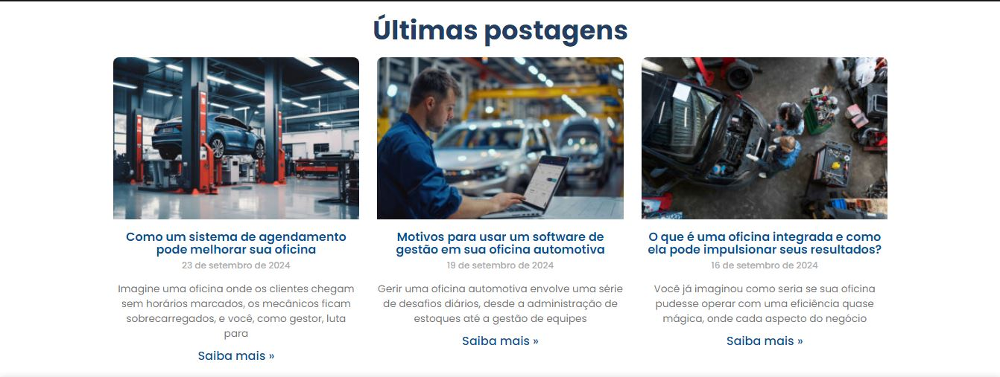 Últimas postagens
Como um sistema de agendamento
pode melhorar sua oficina
23 de setembro de 2024
Imagine uma oficina onde os clientes chegam
sem horários marcados, os mecânicos ficam
sobrecarregados, e você, como gestor, luta
para
Saiba mais »
Motivos para usar um software de
gestão em sua oficina automotiva
19 de setembro de 2024
Gerir uma oficina automotiva envolve uma série
de desafios diários, desde a administração de
estoques até a gestão de equipes
Saiba mais »
O que é uma oficina integrada e como
ela pode impulsionar seus resultados?
16 de setembro de 2024
Você já imaginou como seria se sua oficina
pudesse operar com uma eficiência quase
mágica, onde cada aspecto do negócio
Saiba mais »